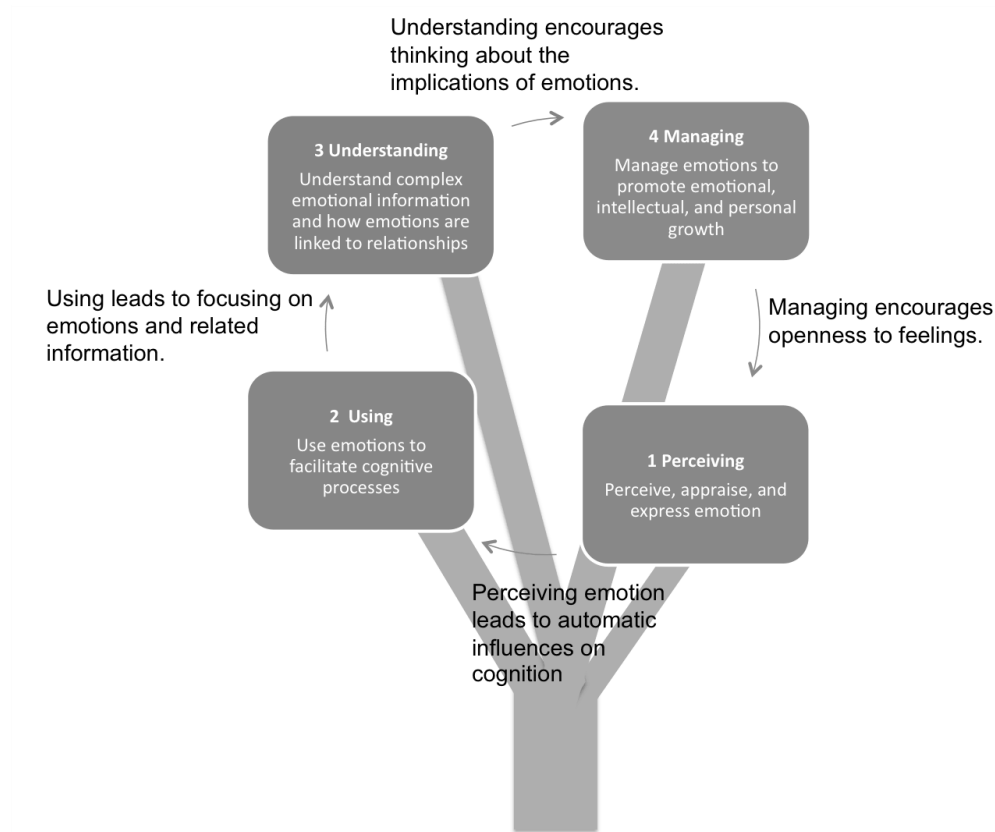 Understanding encourages
thinking about the
implications of emotions.
3 Understanding
Understand complex
emotional information
and how emotions are
linked to relationships
4 Managing
Manage emotions to
promote emotional,
intellectual, and personal
growth
Using leads to focusing on
emotions and related
information.
Managing encourages
openness to feelings.
2 Using
Use emotions to
facilitate cognitive
processes
1 Perceiving
Perceive, appraise, and
express emotion
Perceiving emotion
leads to automatic
influences on
cognition